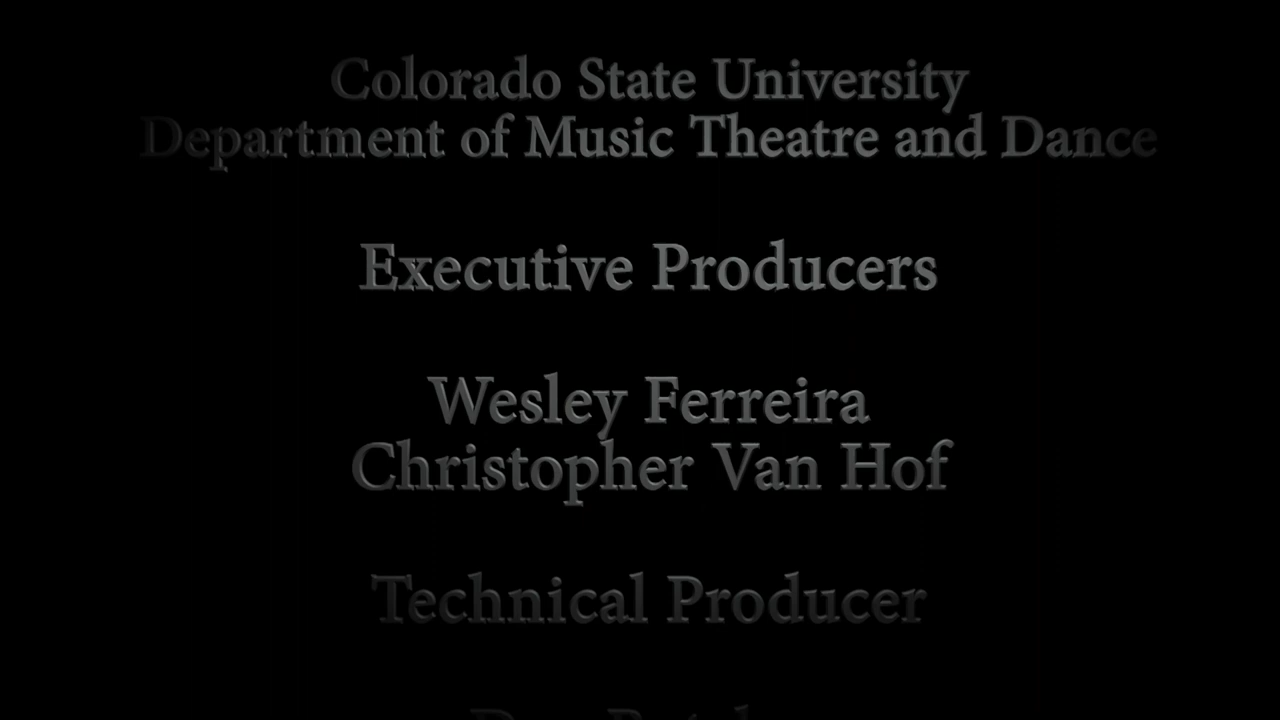 Colorado State University
Department of Music Theatre and Dance
Executive Producers
Wesley Ferreira
Christopher Van Hof
Technical Producer